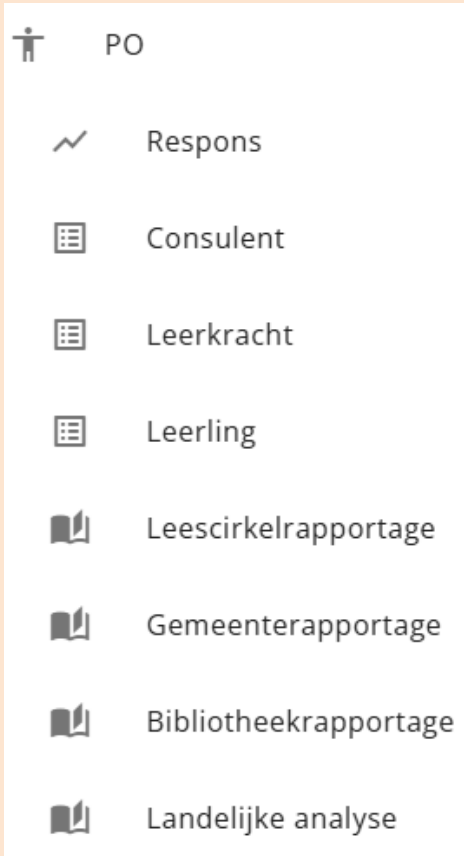 PO
Respons
Consulent
Leerkracht
Leerling
Leescirkelrapportage
Gemeenterapportage
Bibliotheekrapportage
Landelijke analyse